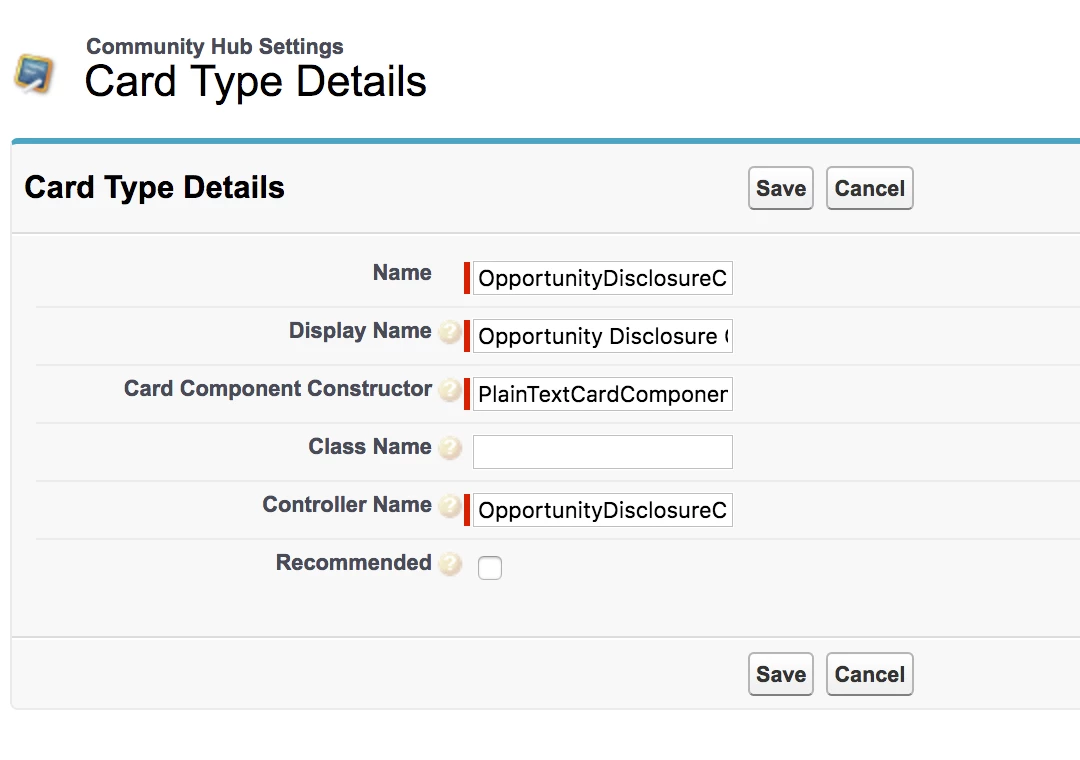 Community Hub Settings
Card Type Details
Card Type Details
Save Cancel
Name OpportunityDisclosureC
Display Name ? Opportunity Disclosure
Card Component Constructor ? PlainTextCardComponen
Class Name ?
Controller Name ? OpportunityDisclosureC
Recommended ?
Save Cancel